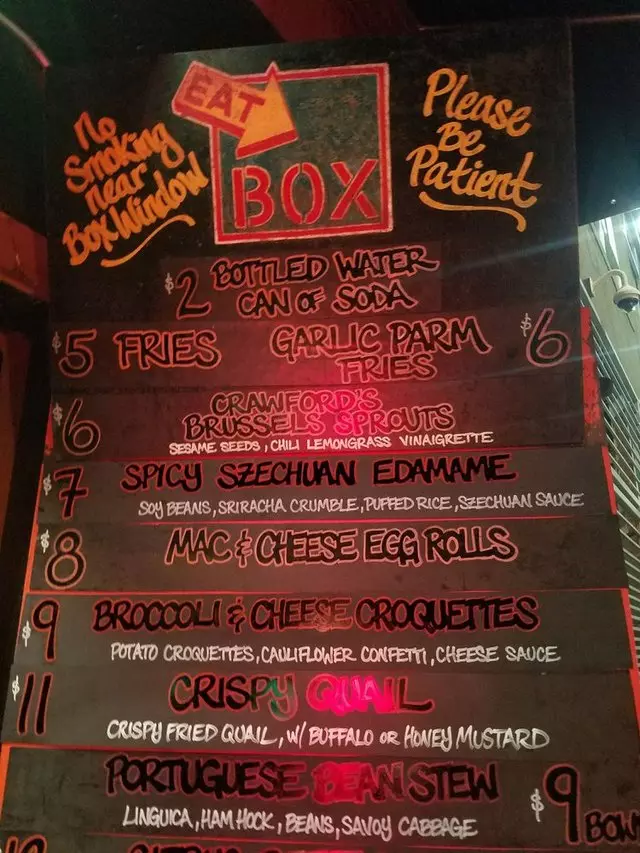 No
Smoking
near
Box Window
EAT
BOX
Please
Be
Patient
$2 BOTTLED WATER
CAN OF SODA
$5 FRIES
GARLIC PARM
FRIES $6
$6 CRAWFORD'S
BRUSSELS SPROUTS
SESAME SEEDS, CHILI LEMONGRASS VINAIGRETTE
$7 SPICY SZECHUAN EDAMAME
SOY BEANS, SRIRACHA CRUMBLE, PUFFED RICE, SZECHUAN SAUCE
$8 MAC & CHEESE EGG ROLLS
$9 BROCCOLI & CHEESE CROQUETTES
POTATO CROQUETTES, CAULIFLOWER CONFETTI, CHEESE SAUCE
$11 CRISPY QUAIL
CRISPY FRIED QUAIL, W/ BUFFALO OR HONEY MUSTARD
PORTUGUESE BEAN STEW $9
LINGUICA, HAM HOCK, BEANS, SAVOY CABBAGE